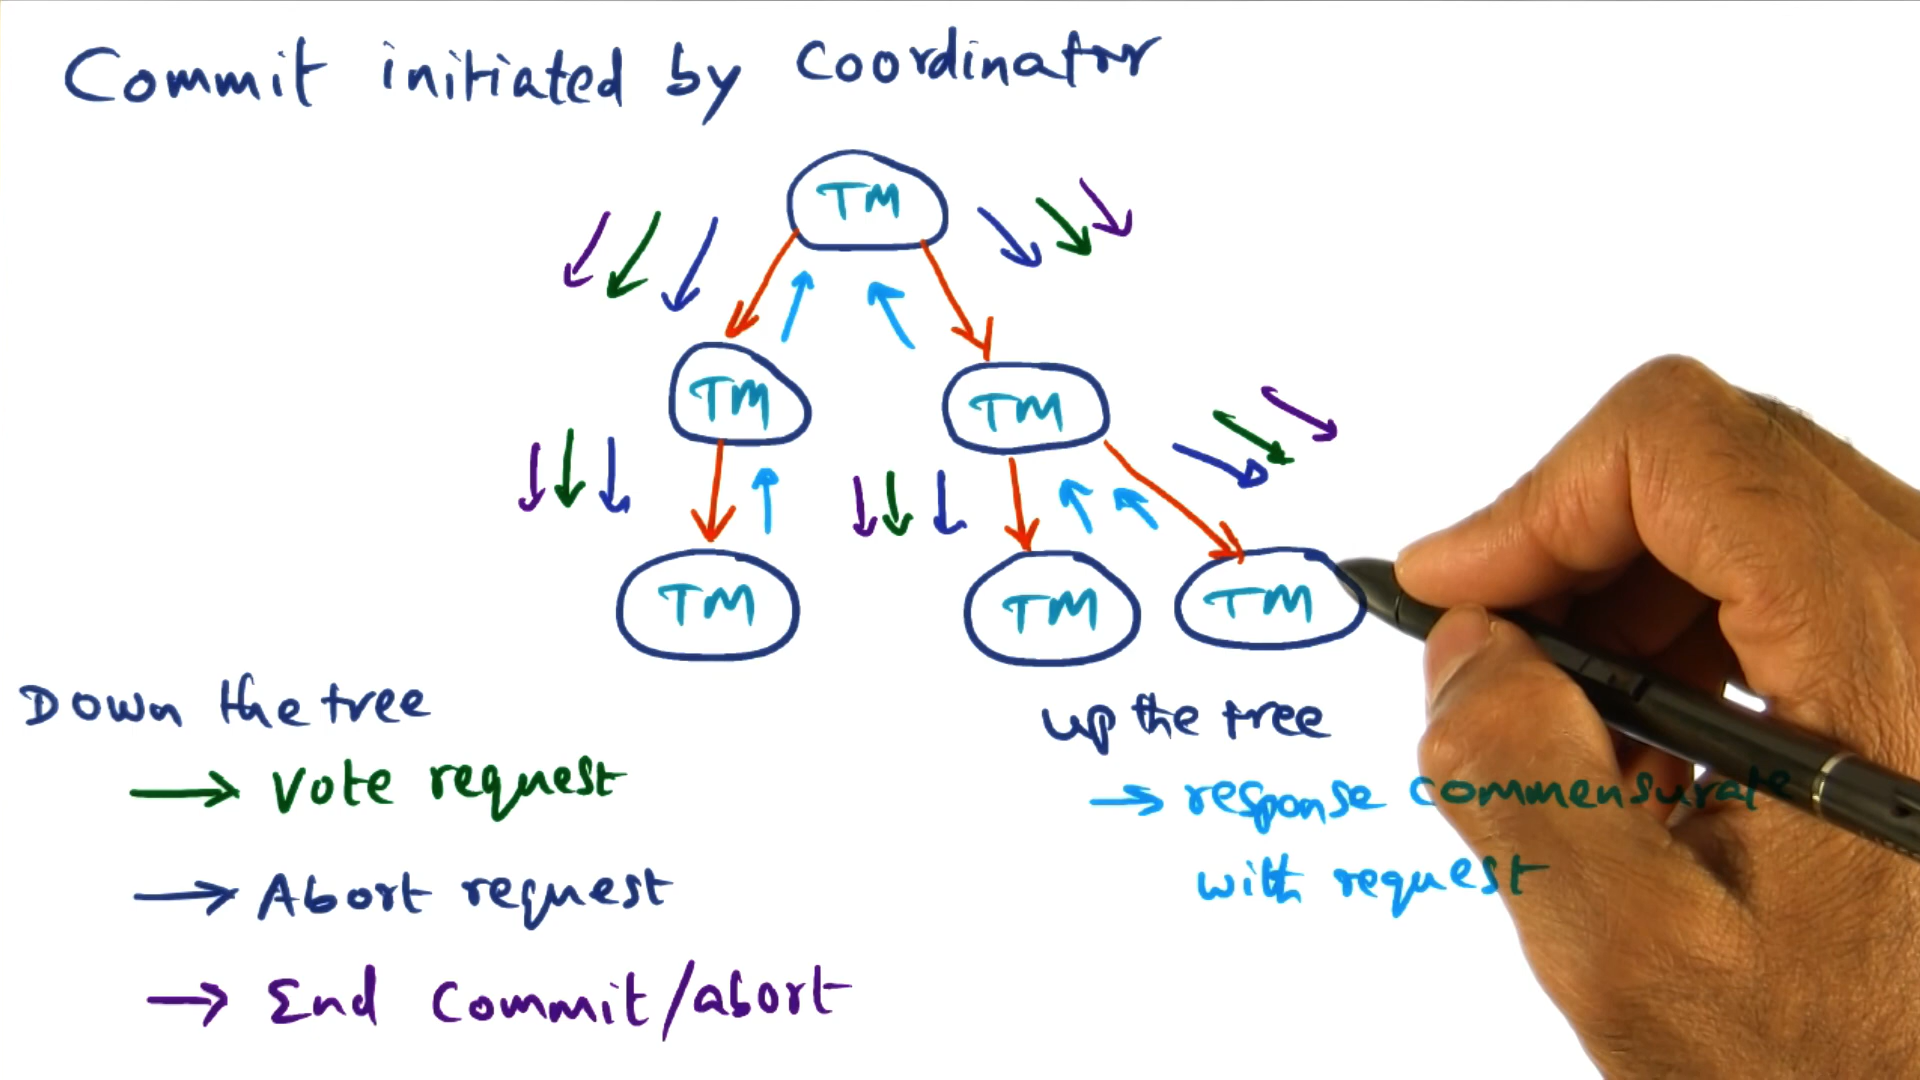 Commit initiated by Coordinator
TM
TM
TM
TM
TM
TM
Down the tree
→ Vote request
→ Abort request
→ End Commit/abort
up the tree
→ response commensurate
with request